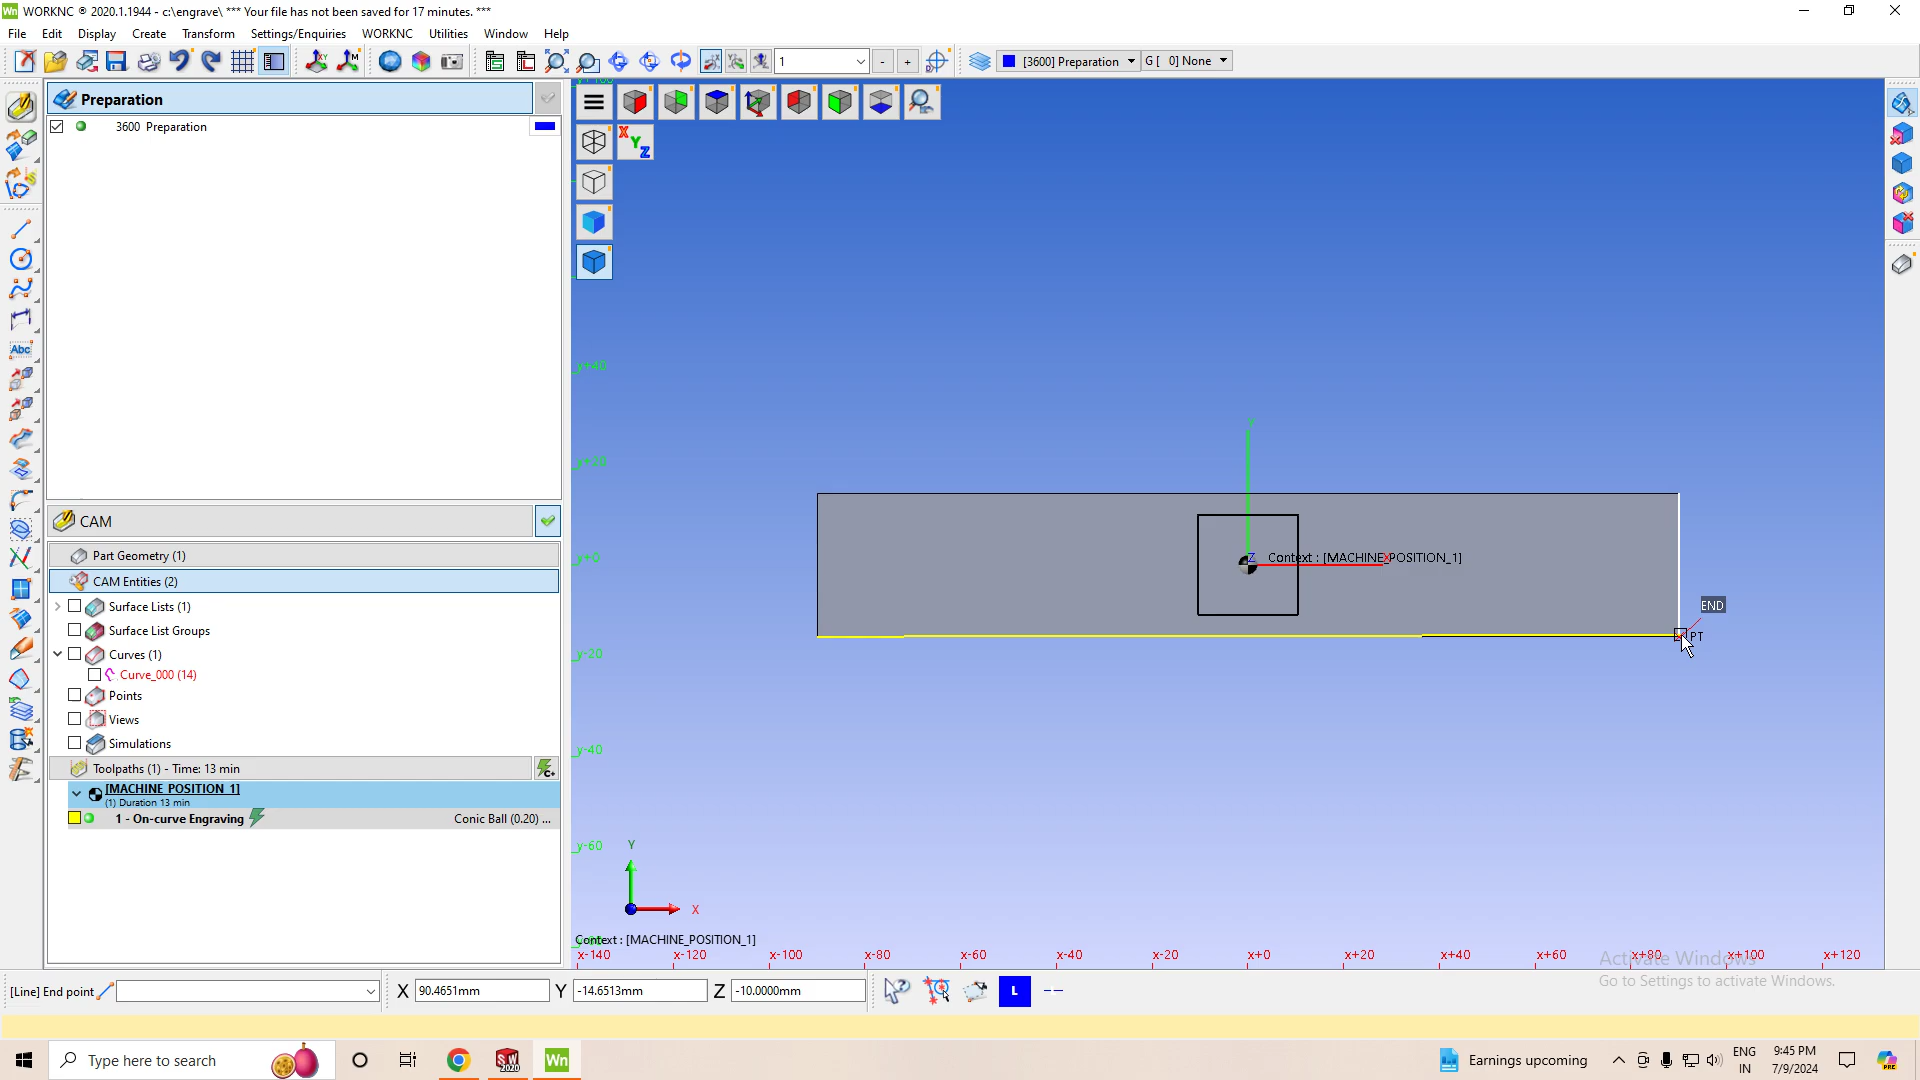 WORKNC ® 2020.1.1944 - c:\engrave\ *** Your file has not been saved for 17 minutes. ***
File Edit Display Create Transform Settings/Enquiries WORKNC Utilities Window Help
1 - + [3600] Preparation G [ 0] None
Preparation
3600 Preparation
CAM
Part Geometry (1)
CAM Entities (2)
Surface Lists (1)
Surface List Groups
Curves (1)
Curve_000 (14)
Points
Views
Simulations
Toolpaths (1) - Time: 13 min
[MACHINE_POSITION_1]
(1) Duration 13 min
1 - On-curve Engraving Conic Ball (0.20) ...
Abc
X Y Z
y+40
y+20
y+0
y-20
y-40
y-60
Y
Z Context : [MACHINE_POSITION_1]
X
END
PT
Y
X
Context : [MACHINE_POSITION_1]
x-140 x-120 x-100 x-80 x-60 x-40 x-20 x+0 x+20 x+40 x+60 x+80 x+100 x+120
Activate Windows
Go to Settings to activate Windows.
[Line] End point X 90.4651mm Y -14.6513mm Z -10.0000mm L
Type here to search
Earnings upcoming
ENG
IN
9:45 PM
7/9/2024